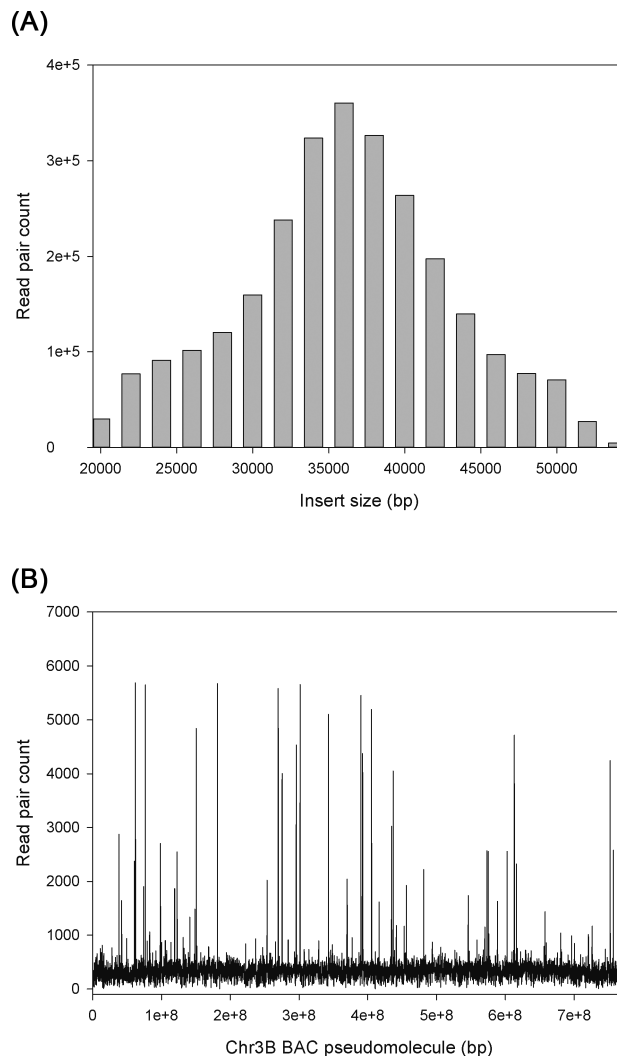 (A)
4e+5
3e+5
2e+5
1e+5
0
Read pair count
20000 25000 30000 35000 40000 45000 50000
Insert size (bp)
(B)
7000
6000
5000
4000
3000
2000
1000
0
Read pair count
0 1e+8 2e+8 3e+8 4e+8 5e+8 6e+8 7e+8
Chr3B BAC pseudomolecule (bp)